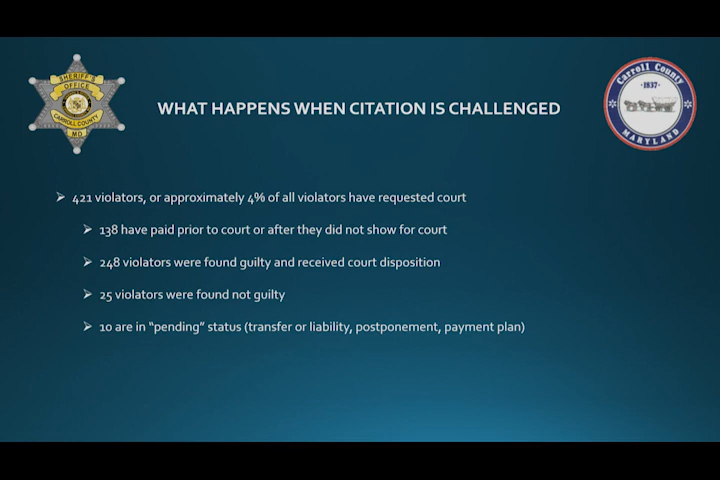 SHERIFF'S
OFFICE
CARROLL COUNTY
MD
Carroll County
1837
MARYLAND
WHAT HAPPENS WHEN CITATION IS CHALLENGED
➢ 421 violators, or approximately 4% of all violators have requested court
➢ 138 have paid prior to court or after they did not show for court
➢ 248 violators were found guilty and received court disposition
➢ 25 violators were found not guilty
➢ 10 are in “pending” status (transfer or liability, postponement, payment plan)